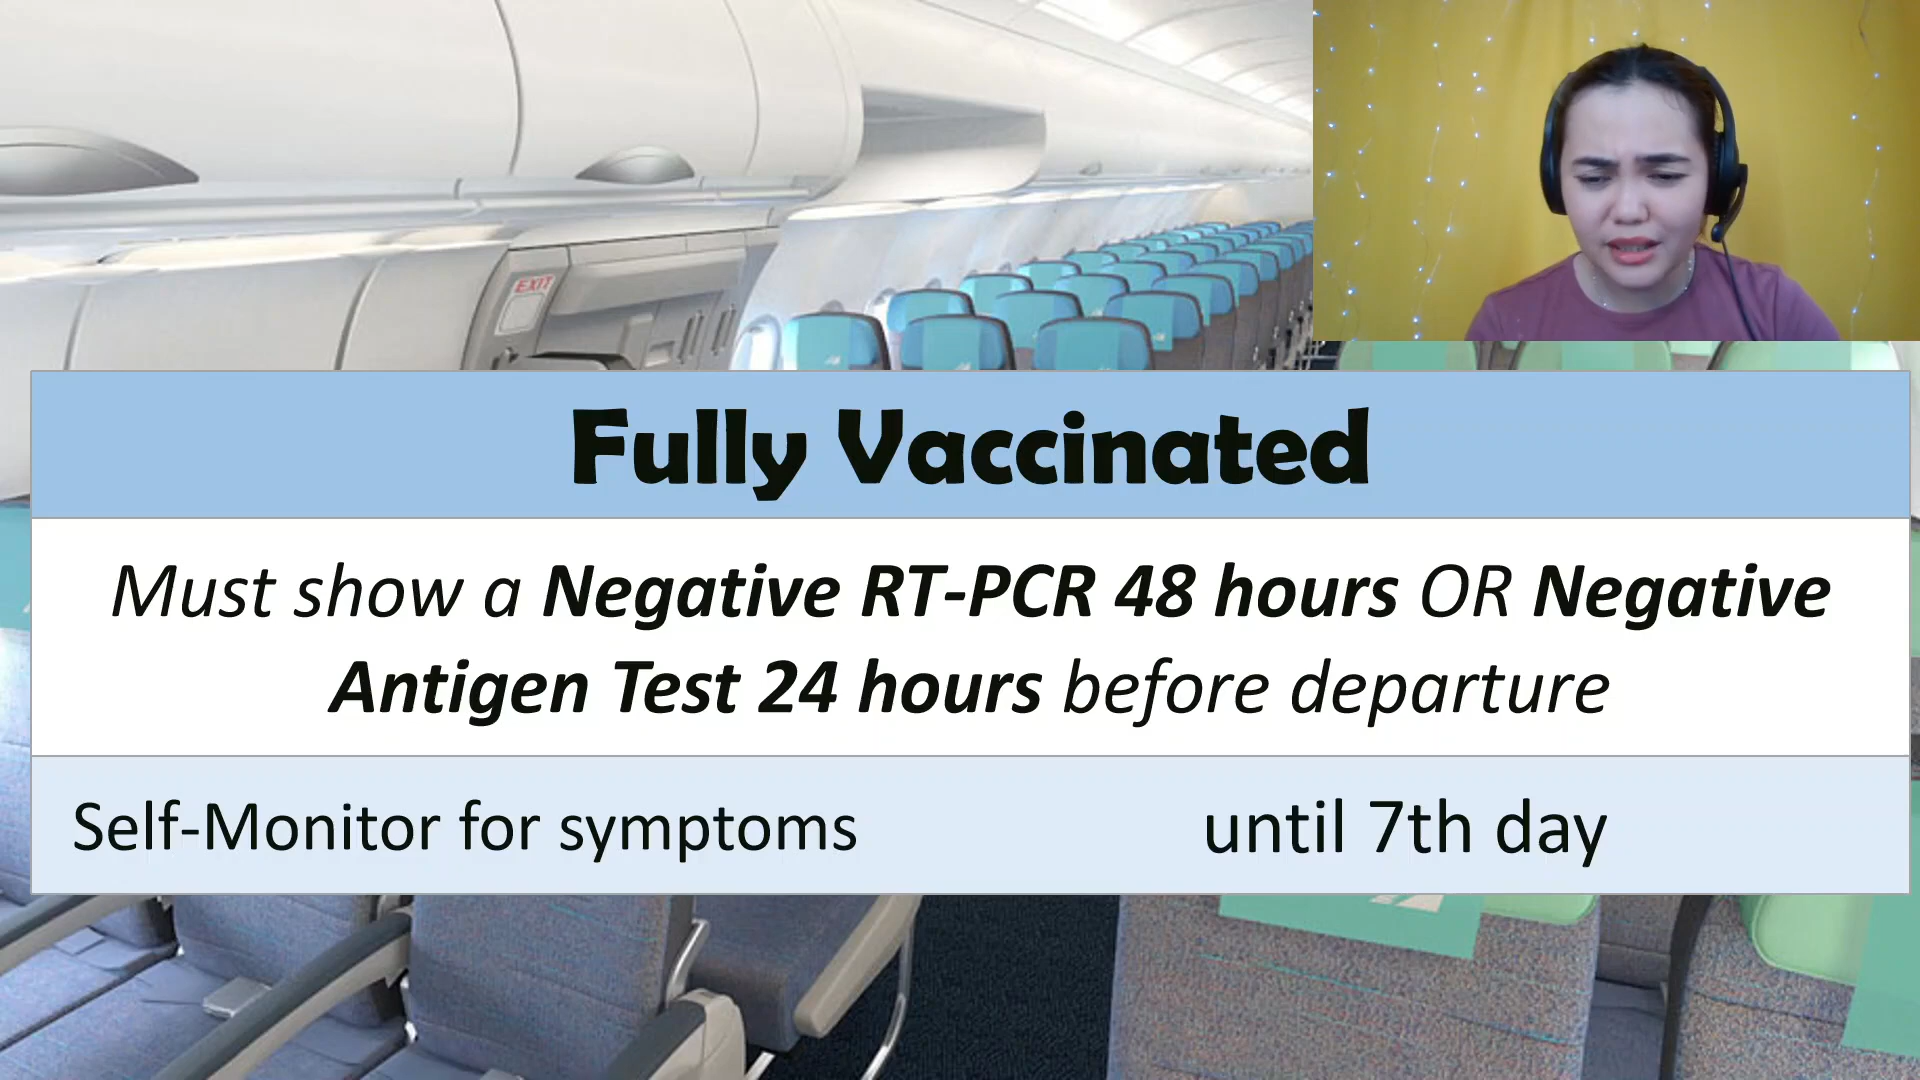 EXIT
Fully Vaccinated
Must show a Negative RT-PCR 48 hours OR Negative
Antigen Test 24 hours before departure
Self-Monitor for symptoms
until 7th day